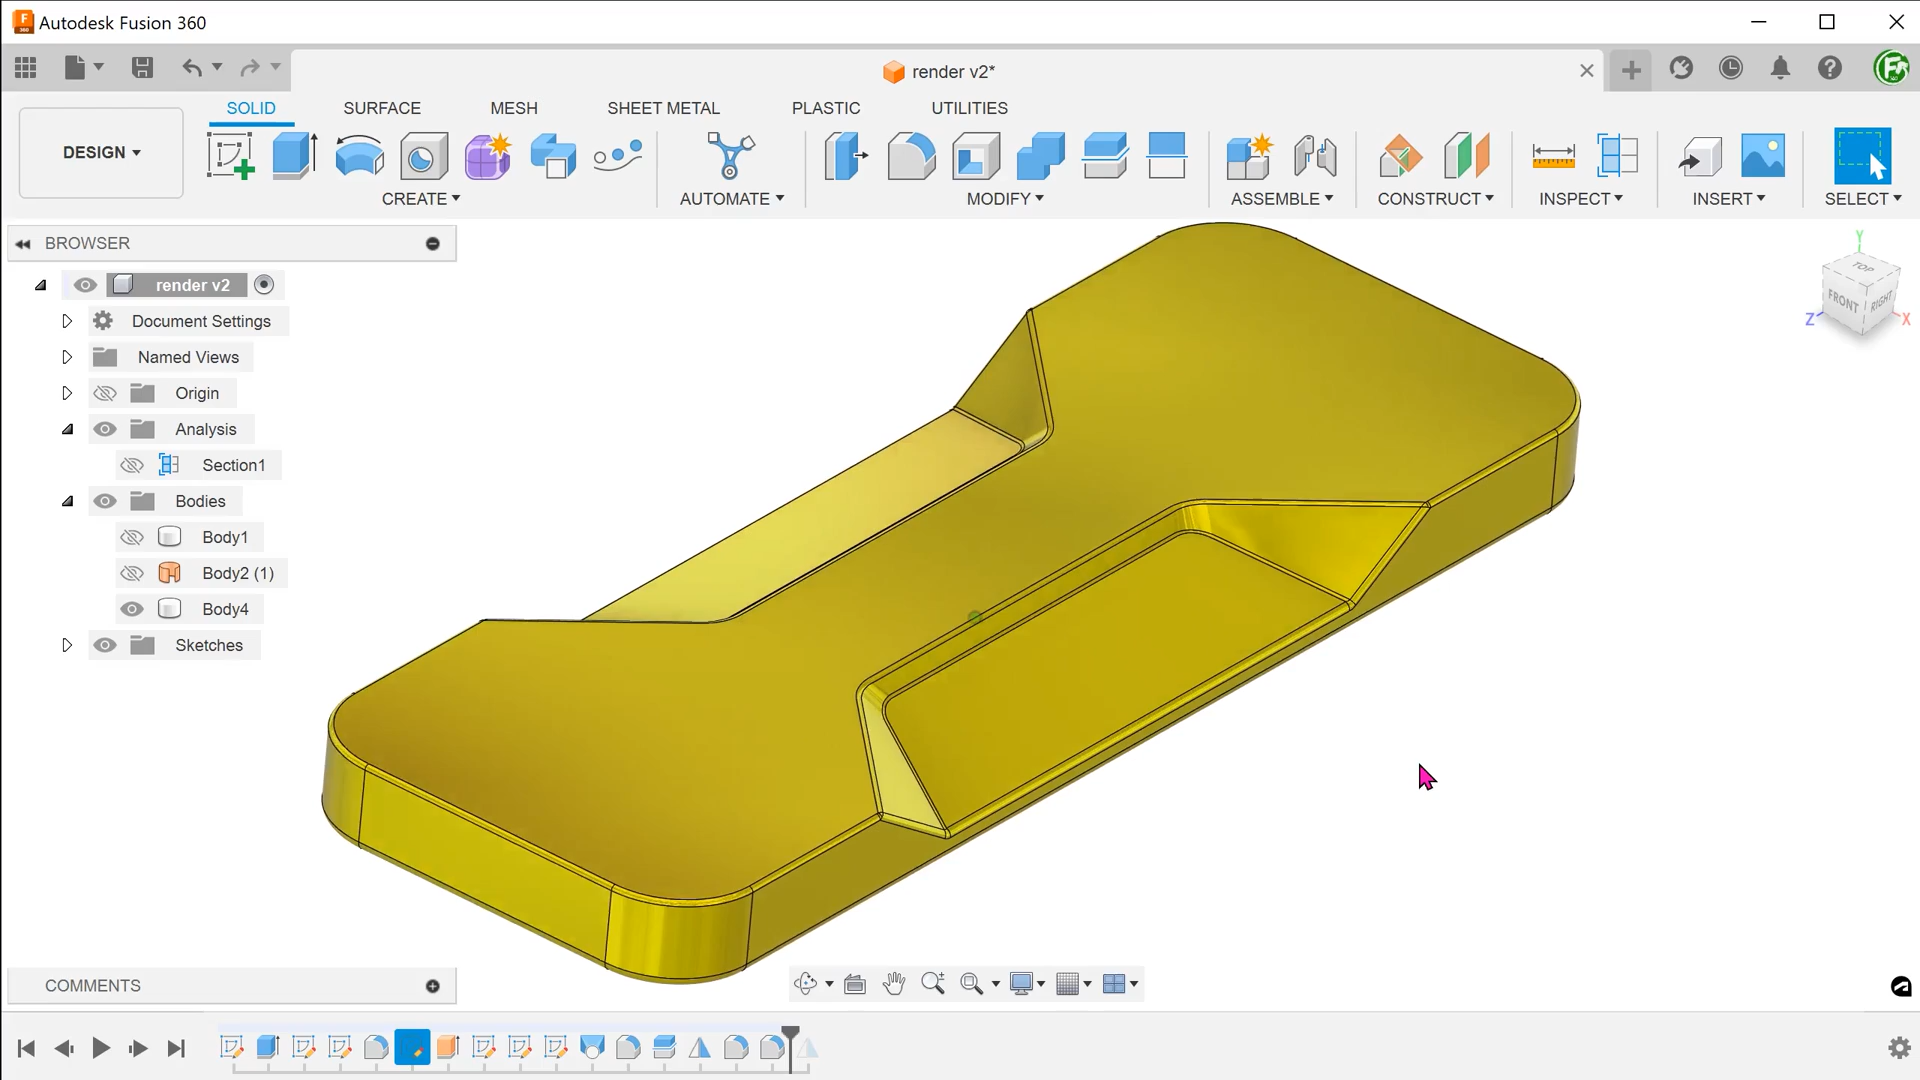 Autodesk Fusion 360
render v2*
SOLID SURFACE MESH SHEET METAL PLASTIC UTILITIES
DESIGN
CREATE AUTOMATE MODIFY ASSEMBLE CONSTRUCT INSPECT INSERT SELECT
BROWSER
render v2
Document Settings
Named Views
Origin
Analysis
Section1
Bodies
Body1
Body2 (1)
Body4
Sketches
Y
TOP
FRONT RIGHT
Z X
COMMENTS